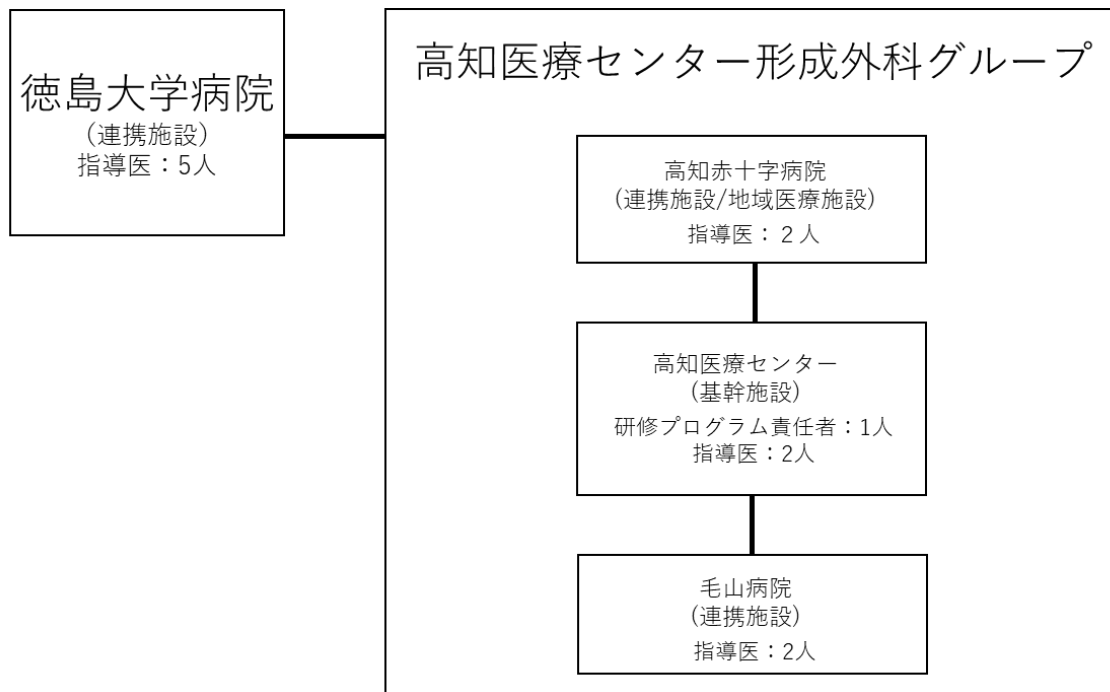 徳島大学病院
(連携施設)
指導医：5人
高知医療センター形成外科グループ
高知赤十字病院
(連携施設/地域医療施設)
指導医：２人
高知医療センター
(基幹施設)
研修プログラム責任者：1人
指導医：2人
毛山病院
(連携施設)
指導医：2人